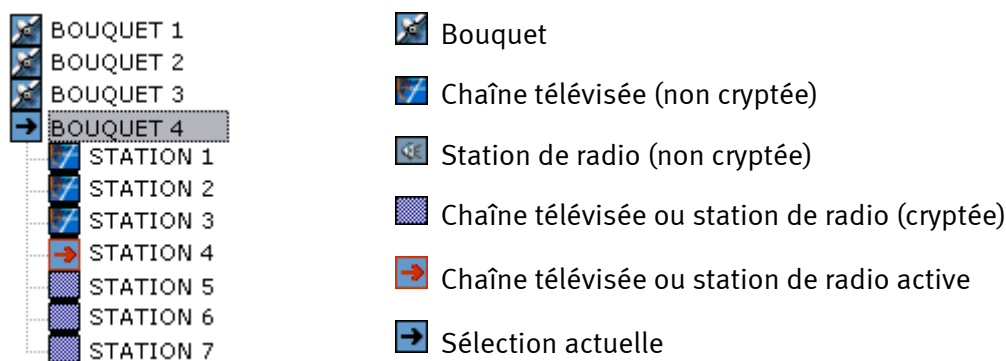 BOUQUET 1
BOUQUET 2
BOUQUET 3
BOUQUET 4
STATION 1
STATION 2
STATION 3
STATION 4
STATION 5
STATION 6
STATION 7
Bouquet
Chaîne télévisée (non cryptée)
Station de radio (non cryptée)
Chaîne télévisée ou station de radio (cryptée)
Chaîne télévisée ou station de radio active
Sélection actuelle